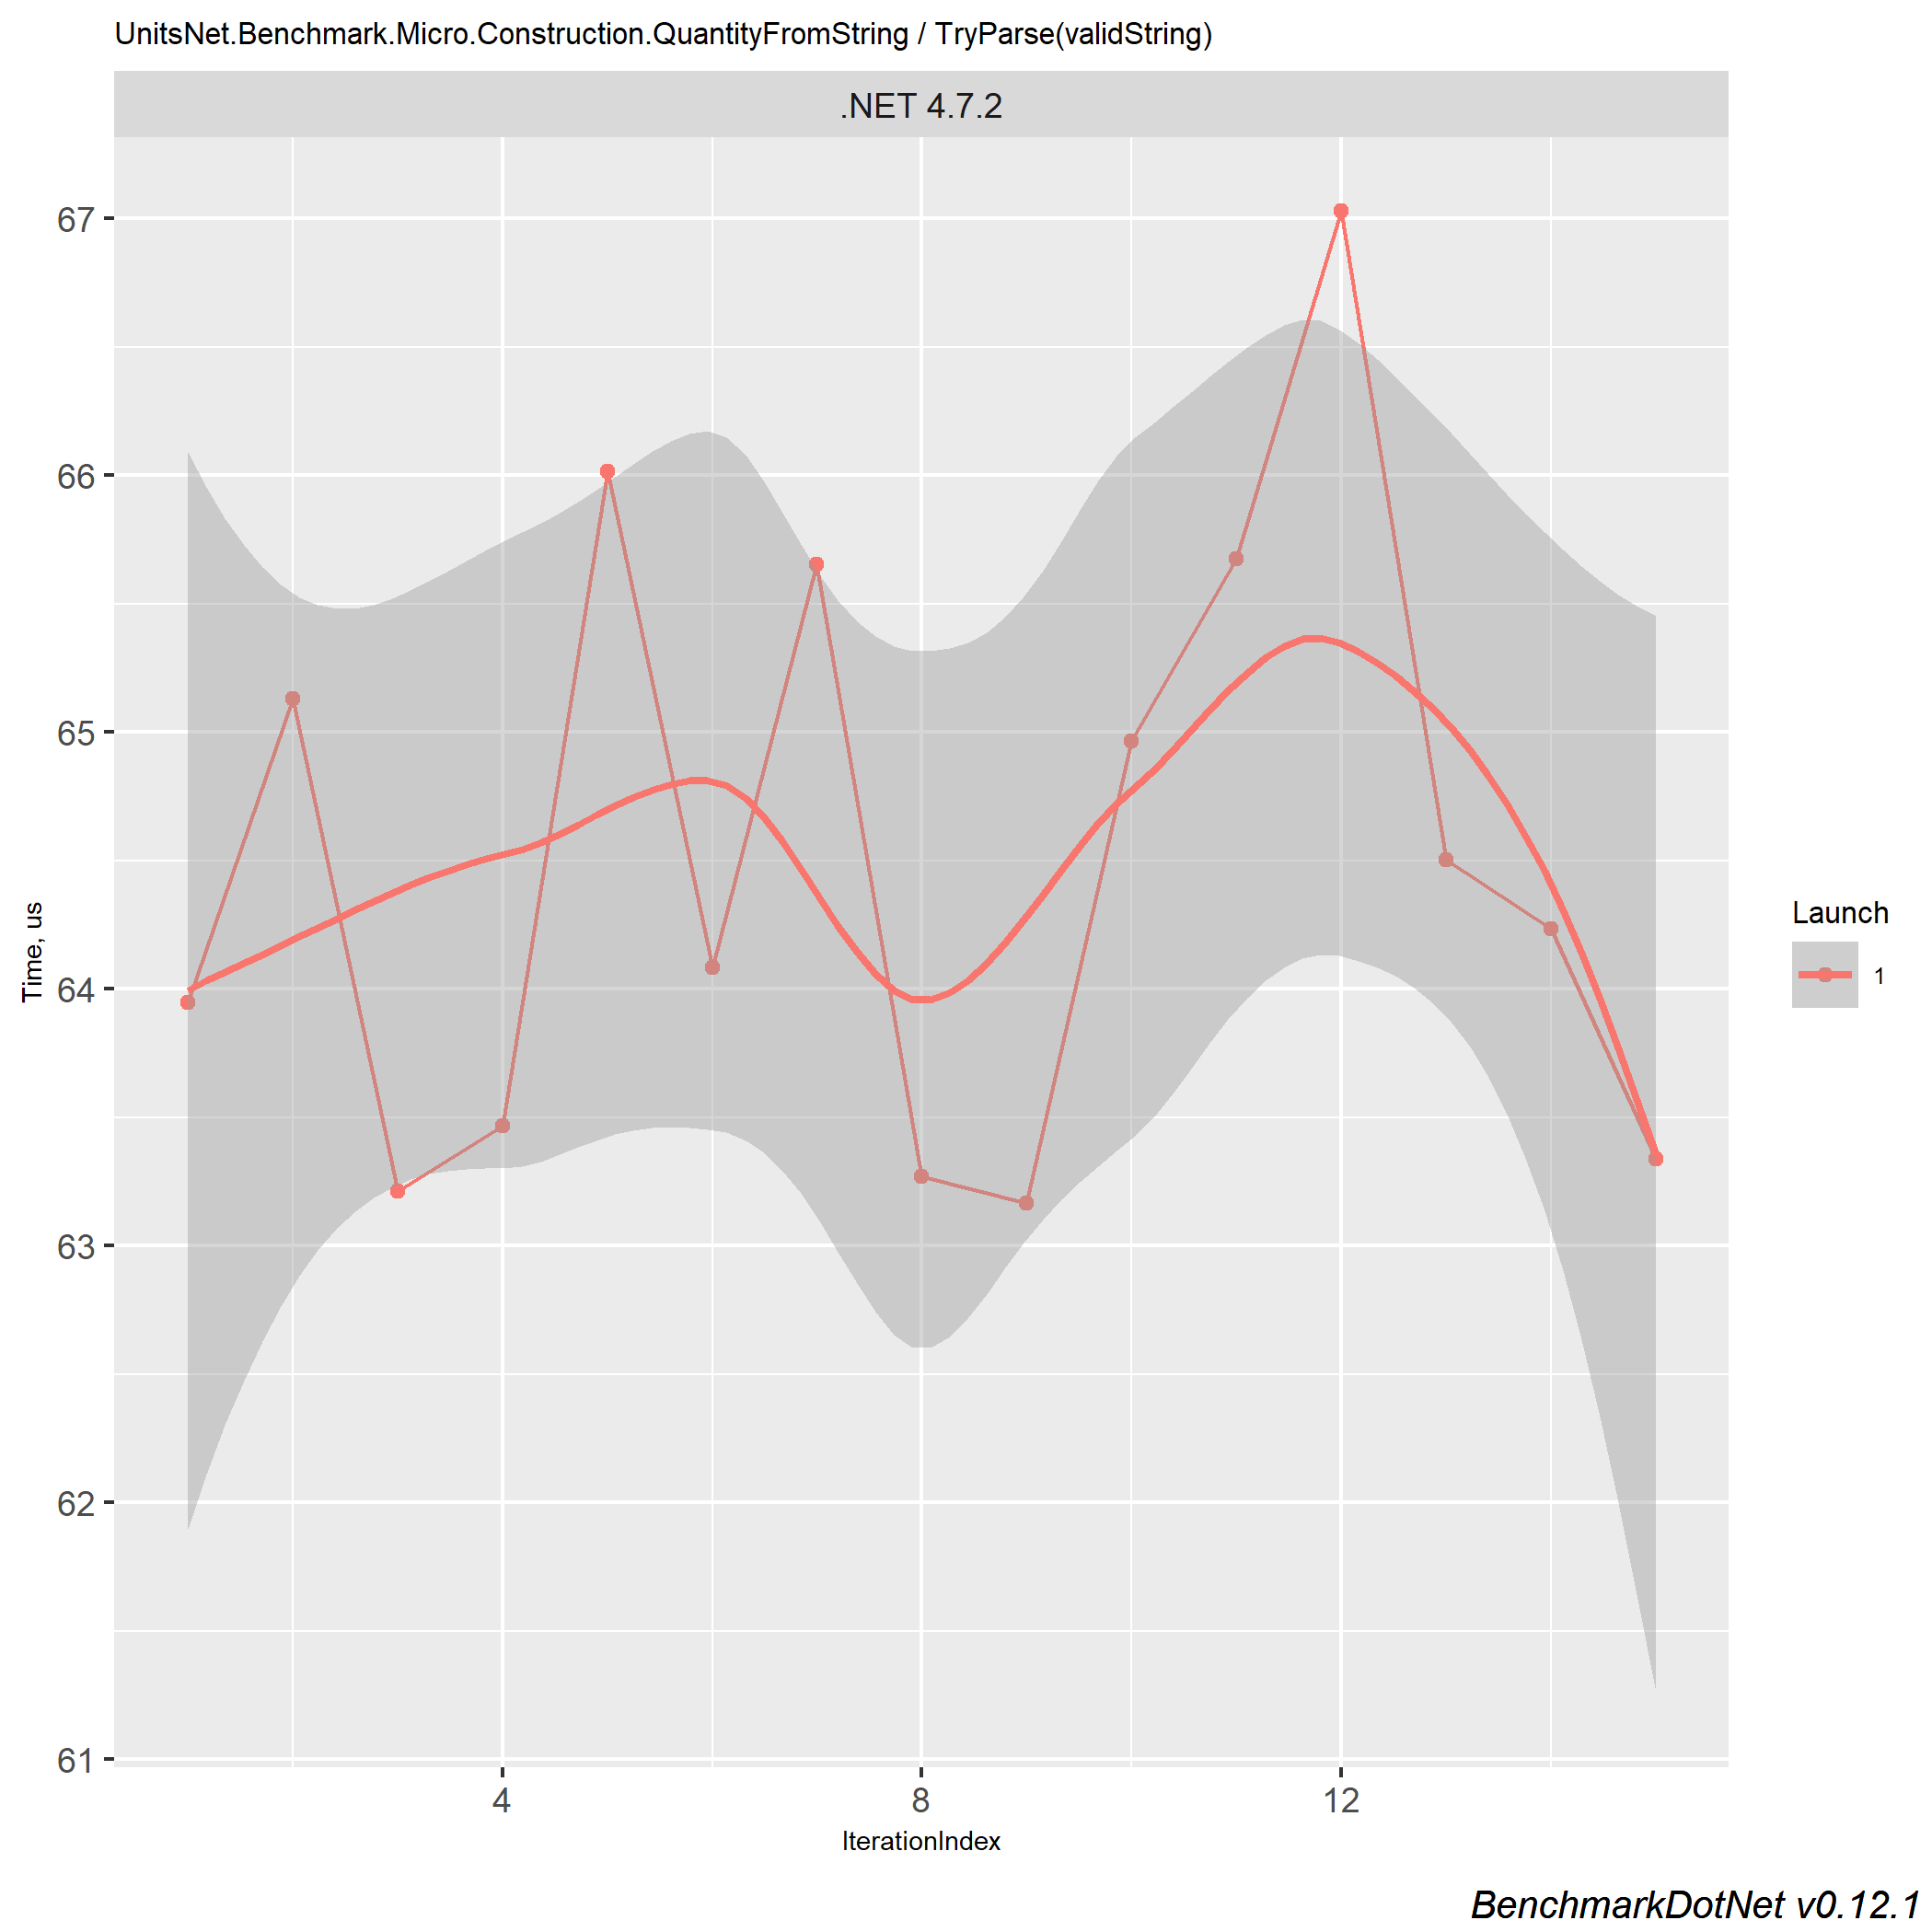 UnitsNet.Benchmark.Micro.Construction.QuantityFromString / TryParse(validString)
.NET 4.7.2
67
66
65
64
63
62
61
Time, us
4 8 12
IterationIndex
Launch
1
BenchmarkDotNet v0.12.1